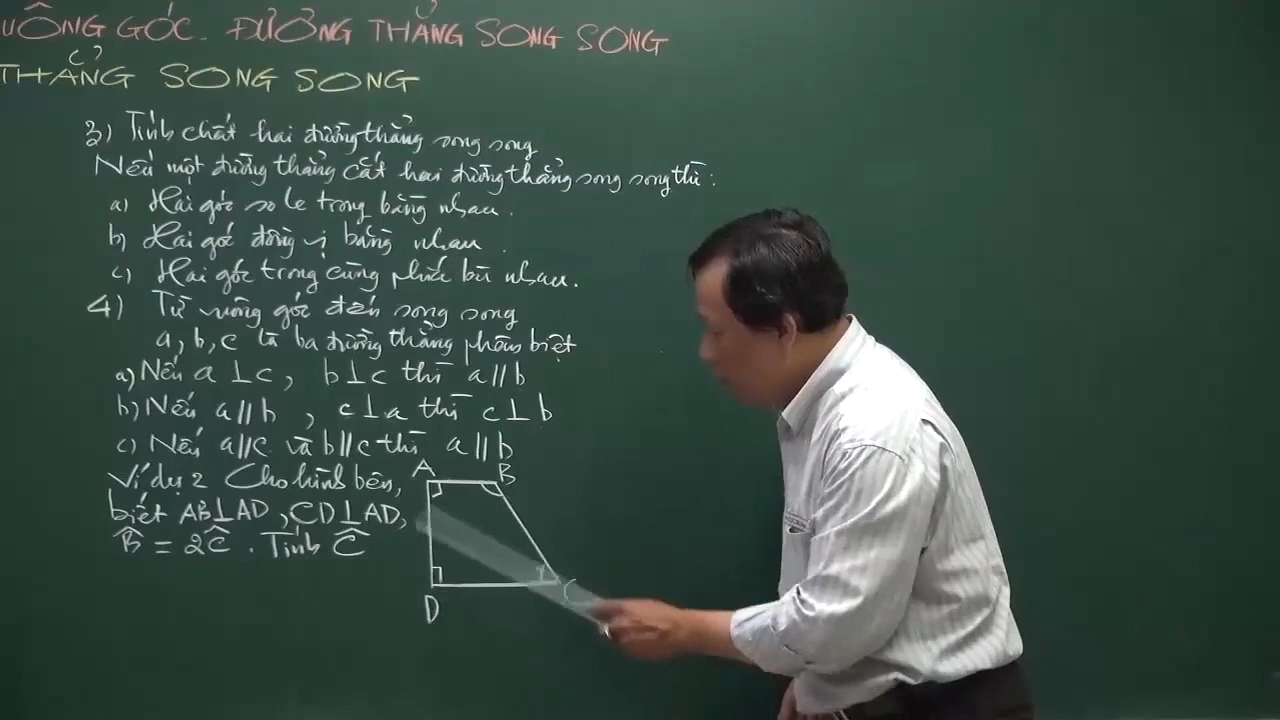 UÔNG GÓC. ĐƯỜNG THẲNG SONG SONG
THẲNG SONG SONG
3) Tính chất hai đường thẳng song song
Nếu một đường thẳng cắt hai đường thẳng song song thì:
a) Hai góc so le trong bằng nhau.
b) Hai góc đồng vị bằng nhau.
c) Hai góc trong cùng phía bù nhau.
4) Từ vuông góc đến song song
a, b, c là ba đường thẳng phân biệt
a) Nếu a ⊥ c, b ⊥ c thì a // b
b) Nếu a // b, c ⊥ a thì c ⊥ b
c) Nếu a // c và b // c thì a // b
Ví dụ 2 Cho hình bên,
biết AB ⊥ AD, CD ⊥ AD,
B̂ = 2Ĉ. Tính Ĉ
A B
D C